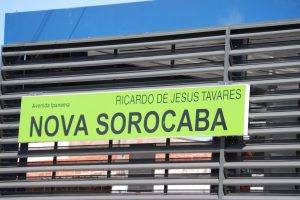 Avenida Ipanema
RICARDO DE JESUS TAVARES
NOVA SOROCABA